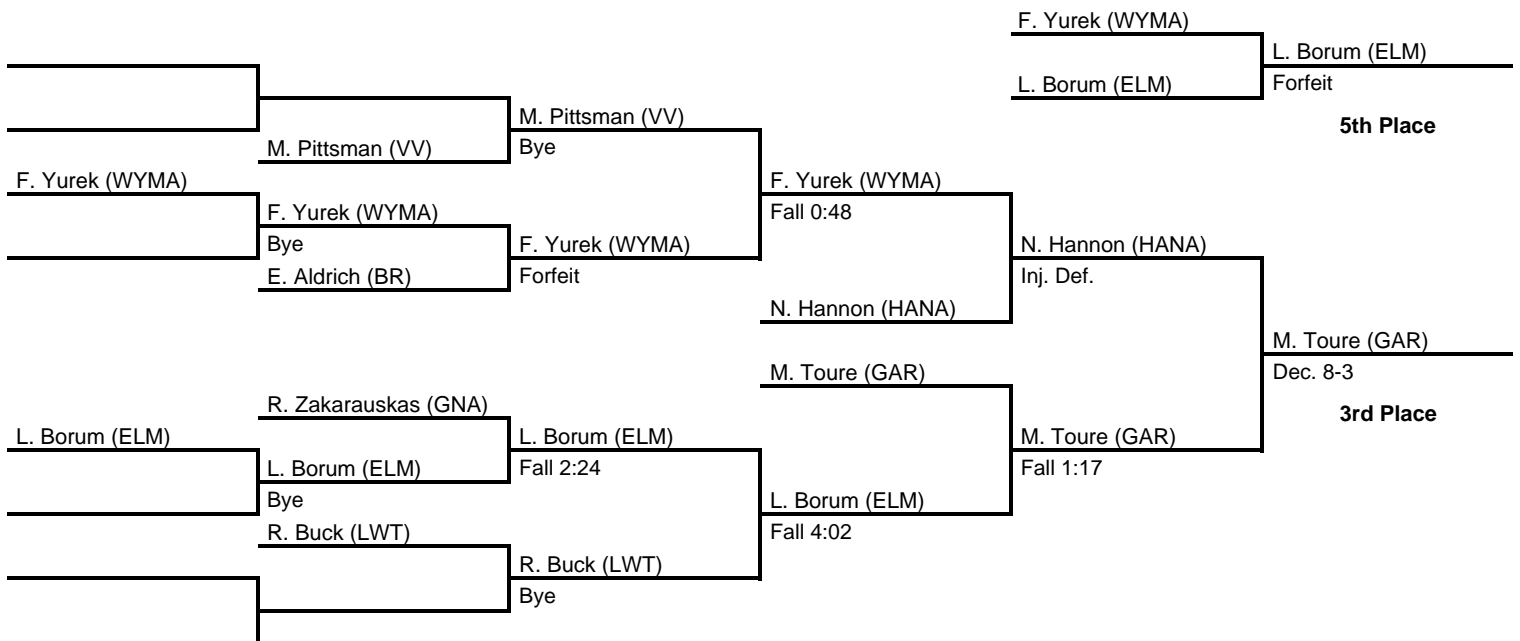 F. Yurek (WYMA)
L. Borum (ELM)
L. Borum (ELM)
Forfeit
5th Place
M. Pittsman (VV)
M. Pittsman (VV)
Bye
F. Yurek (WYMA)
F. Yurek (WYMA)
F. Yurek (WYMA)
Fall 0:48
Bye
F. Yurek (WYMA)
N. Hannon (HANA)
E. Aldrich (BR)
Forfeit
Inj. Def.
N. Hannon (HANA)
M. Toure (GAR)
M. Toure (GAR)
Dec. 8-3
3rd Place
R. Zakarauskas (GNA)
L. Borum (ELM)
L. Borum (ELM)
M. Toure (GAR)
L. Borum (ELM)
Fall 2:24
Fall 1:17
Bye
L. Borum (ELM)
R. Buck (LWT)
Fall 4:02
R. Buck (LWT)
Bye